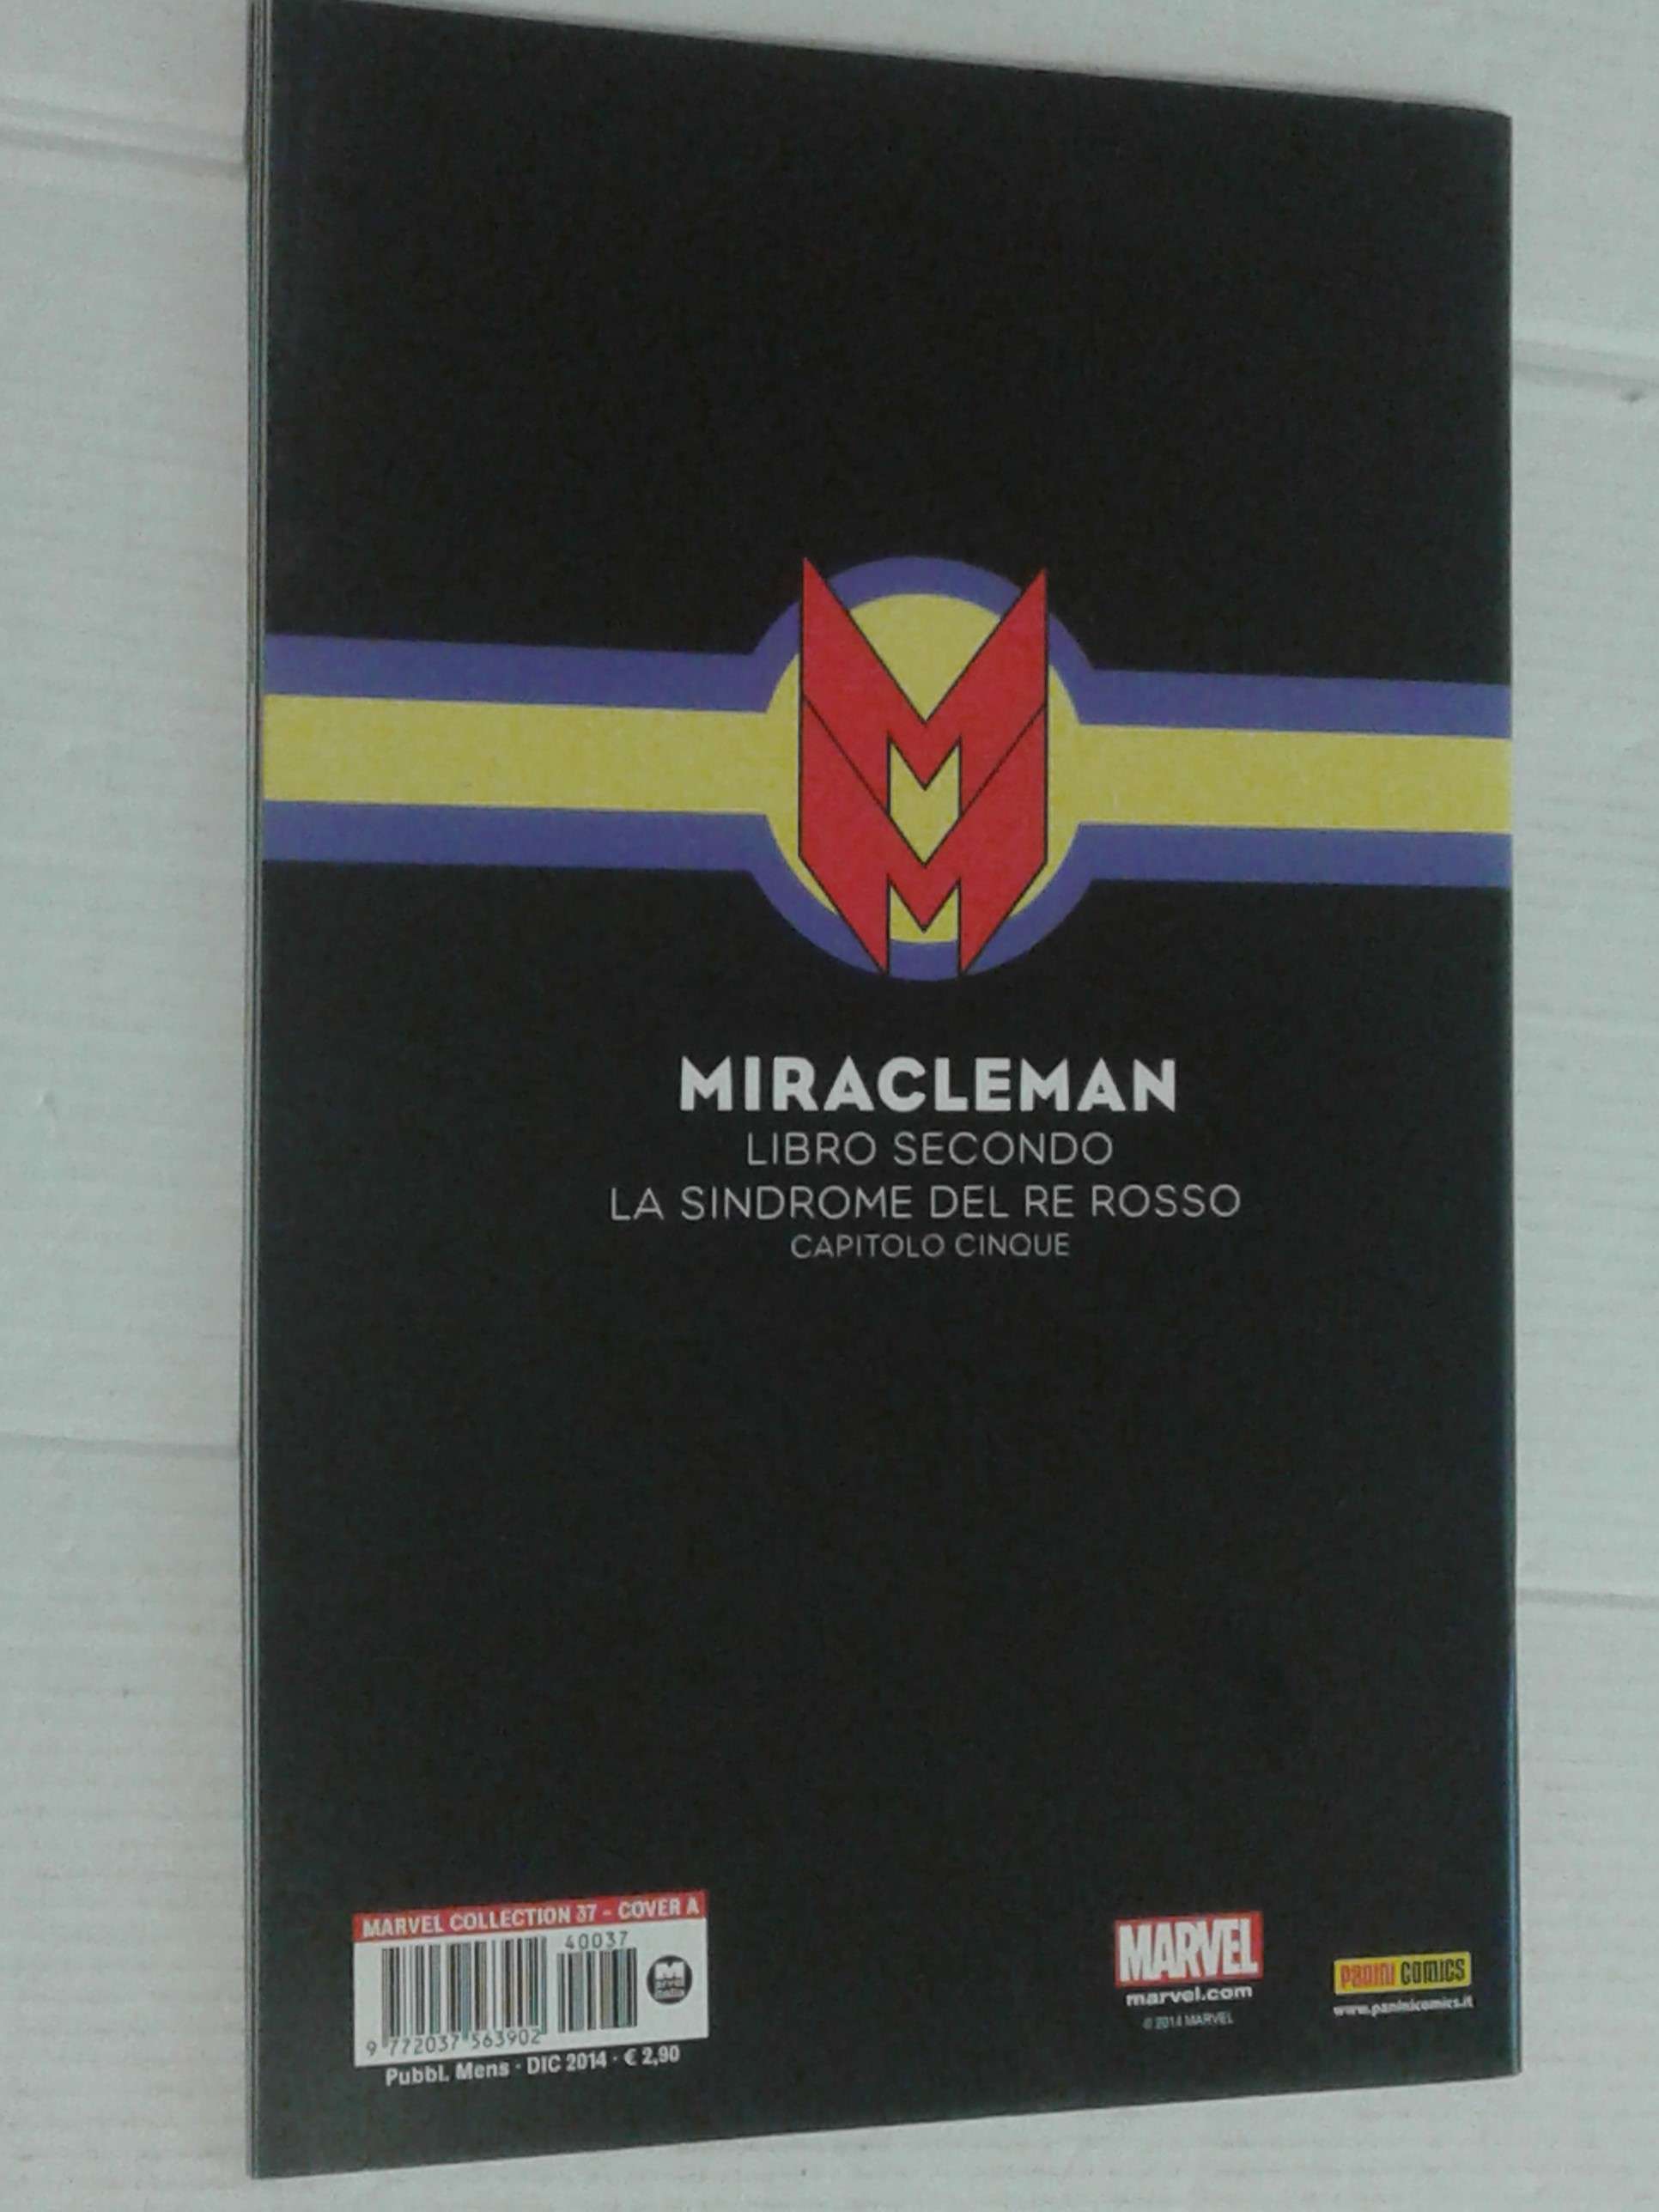 MIRACLEMAN
LIBRO SECONDO
LA SINDROME DEL RE ROSSO
CAPITOLO CINQUE
MARVEL COLLECTION 37 - COVER A
40037
9 772037 563902
Pubbl. Mens · DIC 2014 · € 2,90
MARVEL
marvel.com
© 2014 MARVEL
PANINI COMICS
www.paninicomics.it